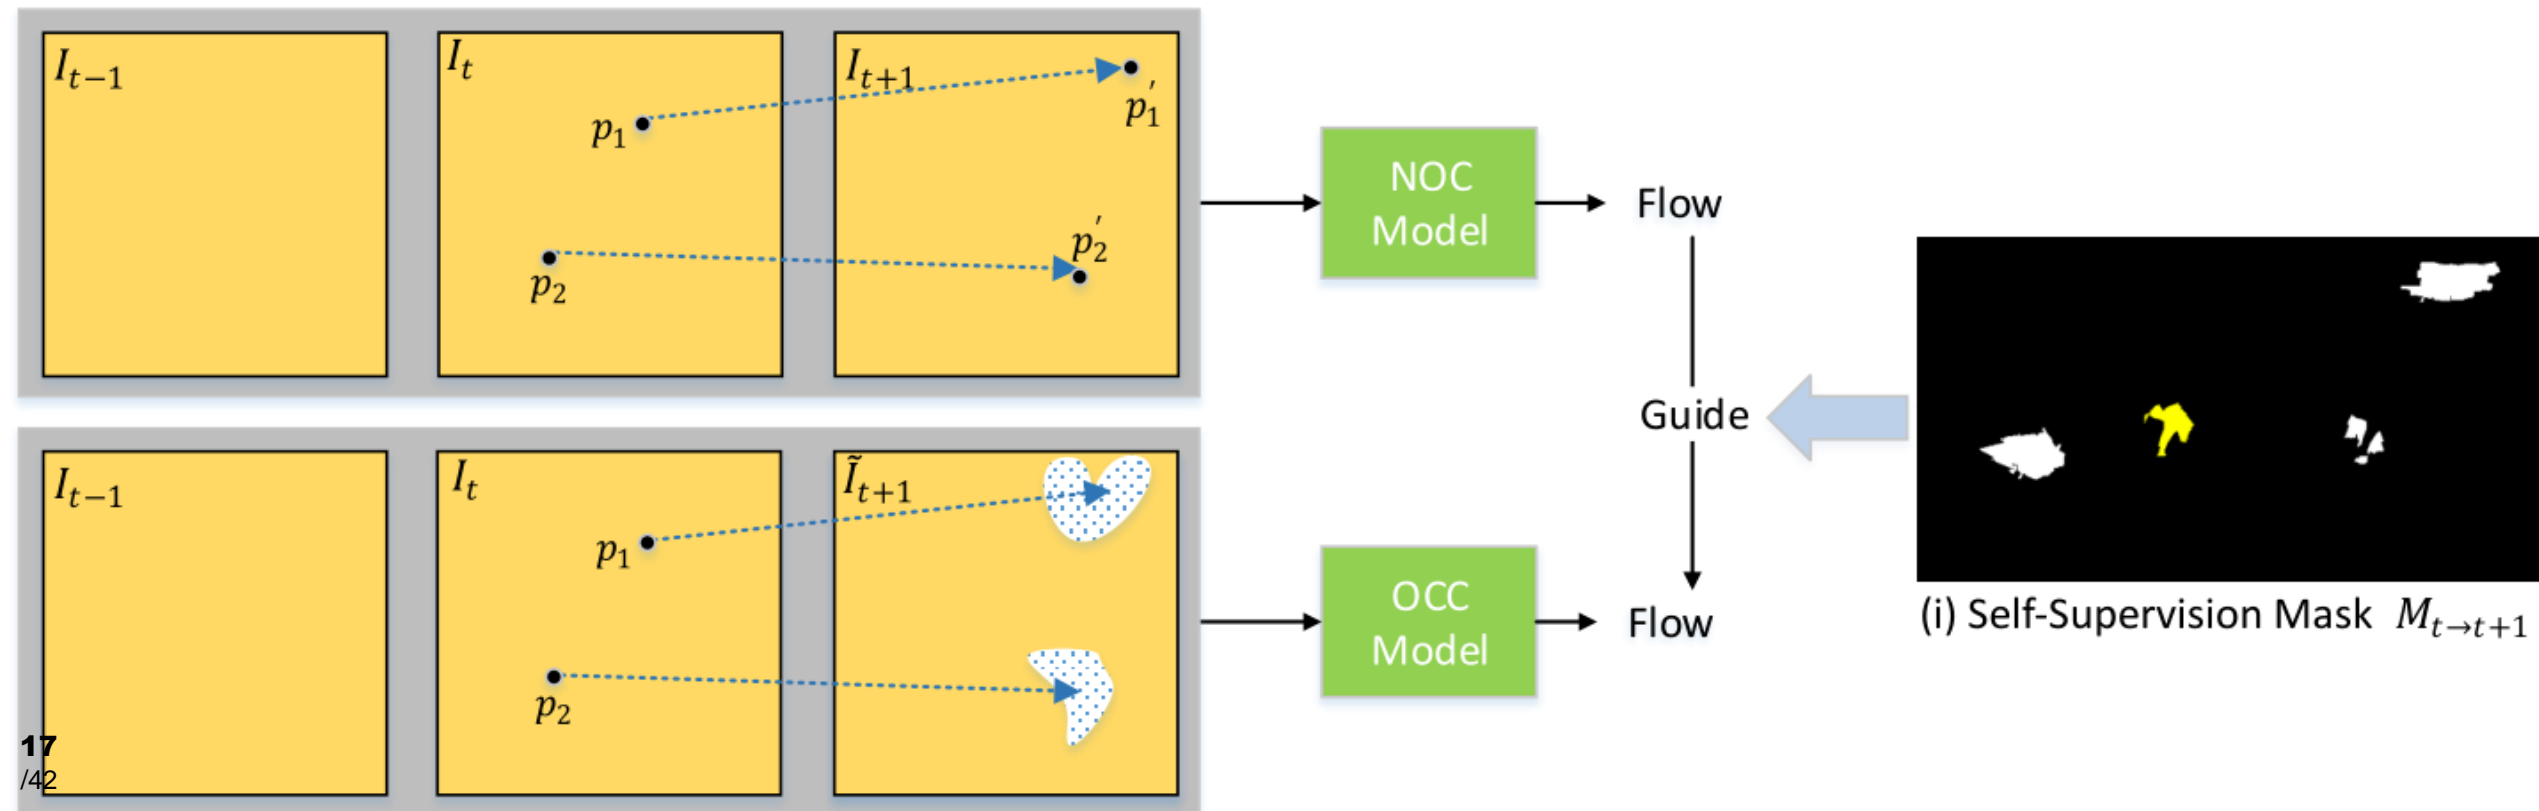 I_{t−1}
I_t
I_{t+1}
p_1
p_1'
p_2
p_2'
NOC
Model
Flow
Guide
I_{t−1}
I_t
Ĩ_{t+1}
p_1
p_2
OCC
Model
Flow
(i) Self-Supervision Mask M_{t→t+1}
17
/42